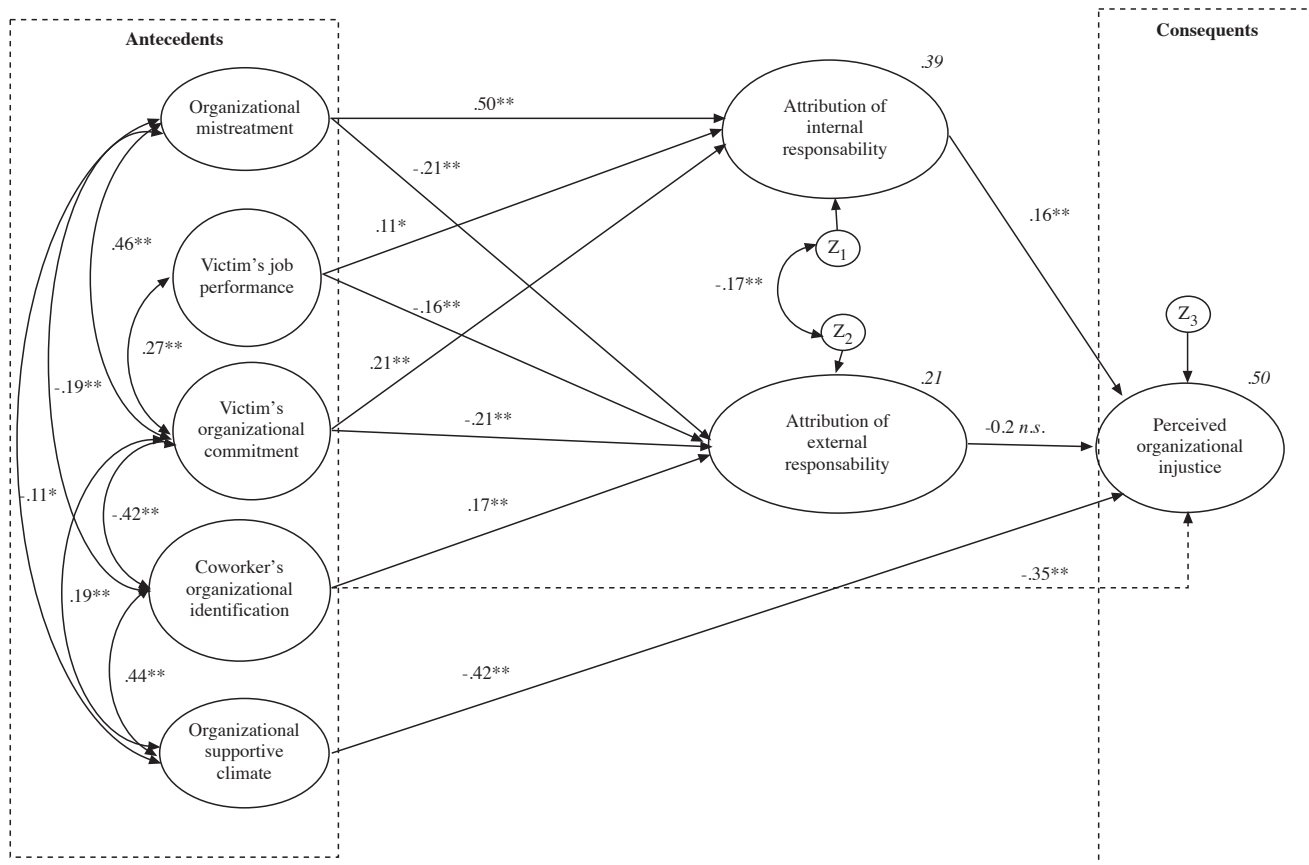 Antecedents
Consequents
Organizational
mistreatment
.50**
-.21**
Attribution of
internal
responsability
.39
.46**
Victim's job
performance
.11*
-.16**
Z1
-.17**
Z2
.16**
Z3
.27**
-.19**
Victim's
organizational
commitment
.21**
-.21**
Attribution of
external
responsability
.21
-0.2 n.s.
Perceived
organizational
injustice
.50
-.11*
-.42**
Coworker's
organizational
identification
.17**
-.35**
.19**
.44**
Organizational
supportive
climate
-.42**